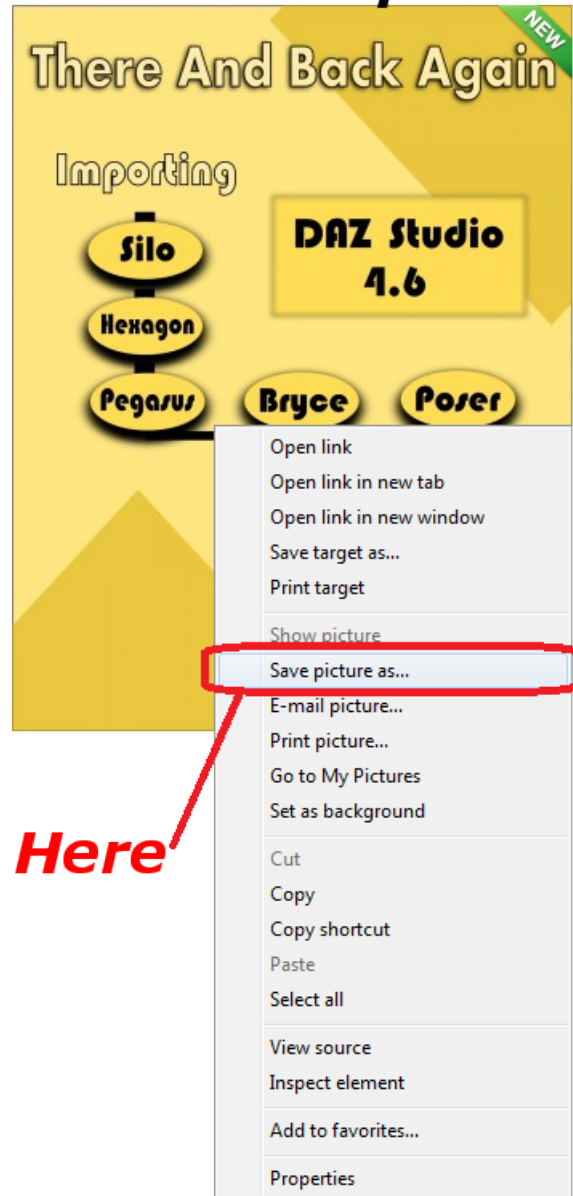 NEW
There And Back Again
Importing
Silo
DAZ Studio
4.6
Hexagon
Pegasus
Bryce
Poser
Open link
Open link in new tab
Open link in new window
Save target as...
Print target
Show picture
Save picture as...
E-mail picture...
Print picture...
Go to My Pictures
Set as background
Here
Cut
Copy
Copy shortcut
Paste
Select all
View source
Inspect element
Add to favorites...
Properties